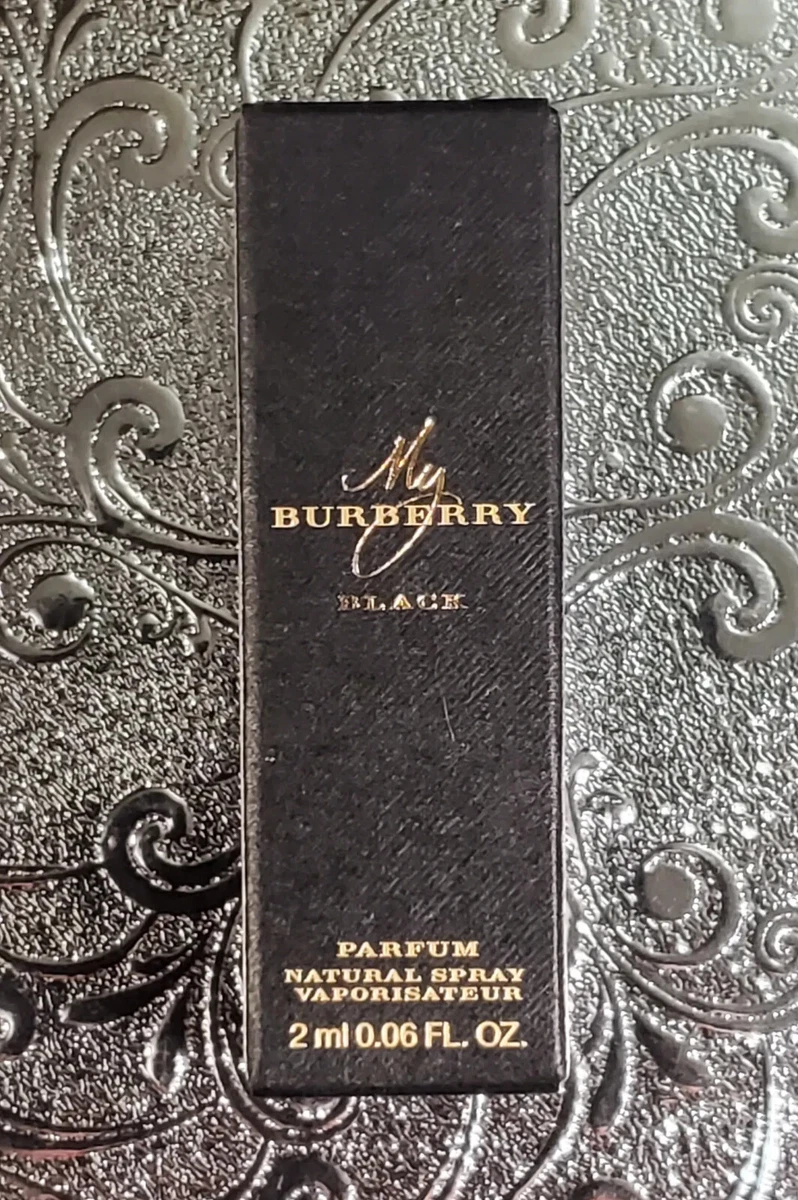 My
BURBERRY
BLACK
PARFUM
NATURAL SPRAY
VAPORISATEUR
2 ml 0.06 FL. OZ.